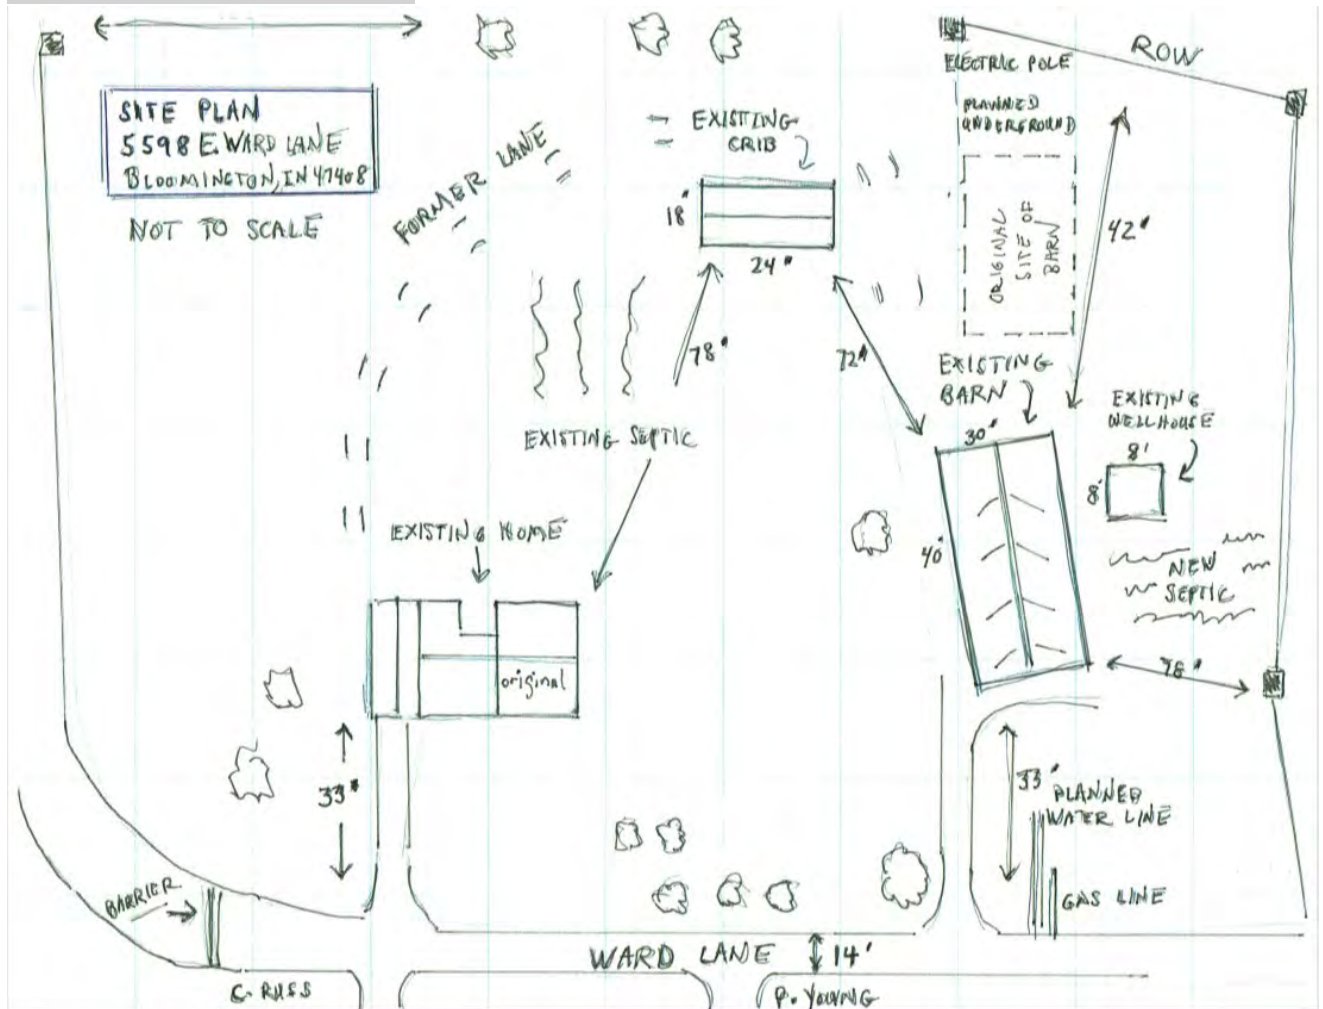 SITE PLAN
5598 E. WARD LANE
BLOOMINGTON, IN 47408
NOT TO SCALE
FORMER LANE
EXISTING
CRIB
18'
24'
ELECTRIC POLE
ROW
PLANNED
UNDERGROUND
ORIGINAL
SITE OF
BARN
42'
78'
72'
EXISTING SEPTIC
EXISTING
BARN
30'
40'
EXISTING
WELLHOUSE
8'
8'
NEW
SEPTIC
78'
EXISTING HOME
original
33'
33'
PLANNED
WATER LINE
GAS LINE
BARRIER
WARD LANE
14'
C. RUSS
P. YOUNG